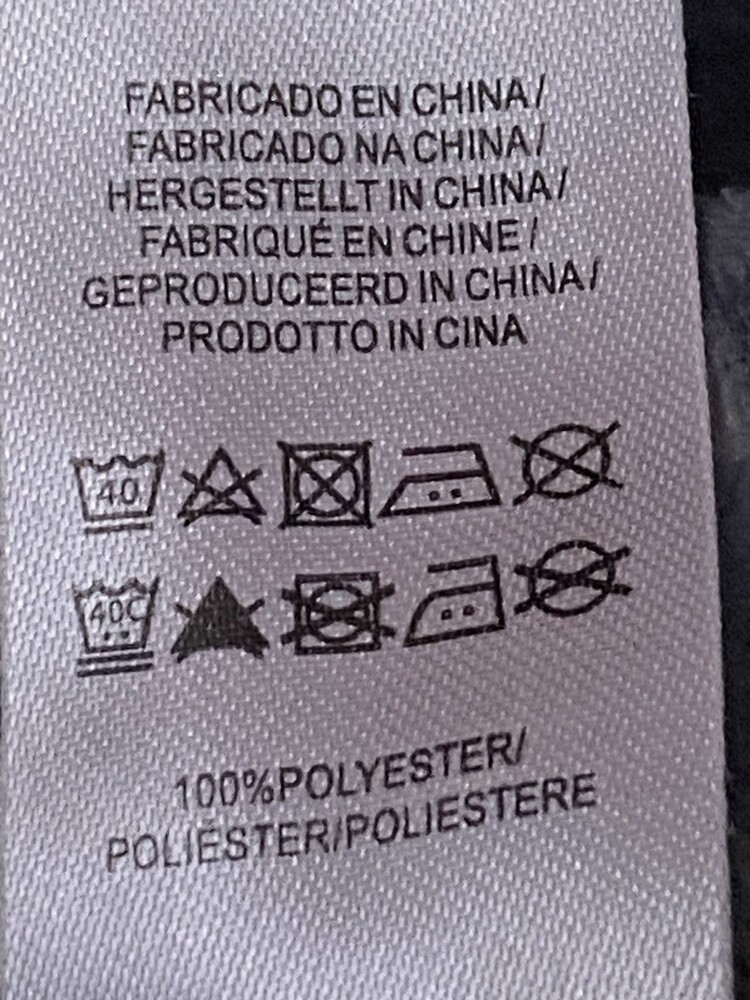 FABRICADO EN CHINA/
FABRICADO NA CHINA/
HERGESTELLT IN CHINA/
FABRIQUÉ EN CHINE/
GEPRODUCEERD IN CHINA/
PRODOTTO IN CINA
40
40C
100%POLYESTER/
POLIÉSTER/POLIESTERE